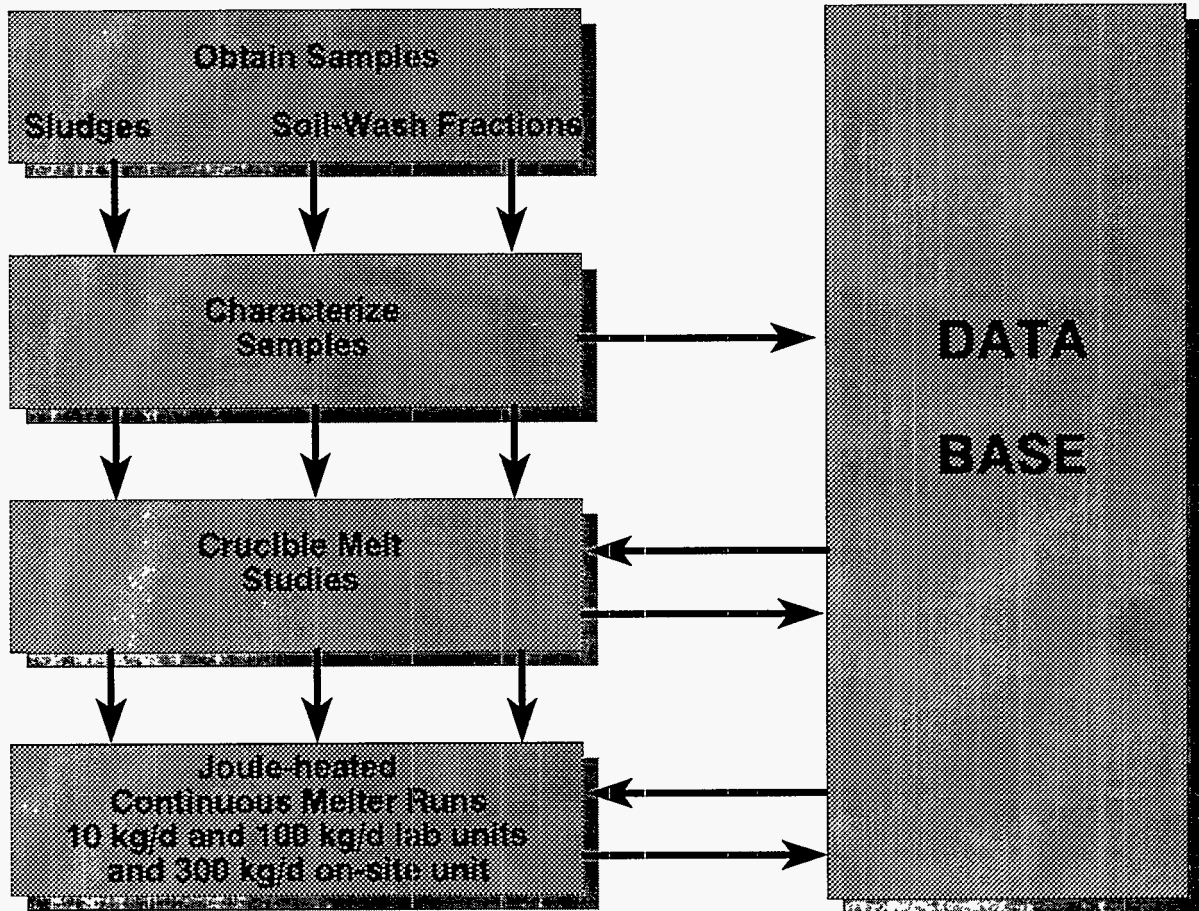 Obtain Samples
Sludges Soil-Wash Fractions
Characterize
Samples
Crucible Melt
Studies
Joule-heated
Continuous Melter Runs
10 kg/d and 100 kg/d lab units
and 300 kg/d on-site unit
DATA
BASE